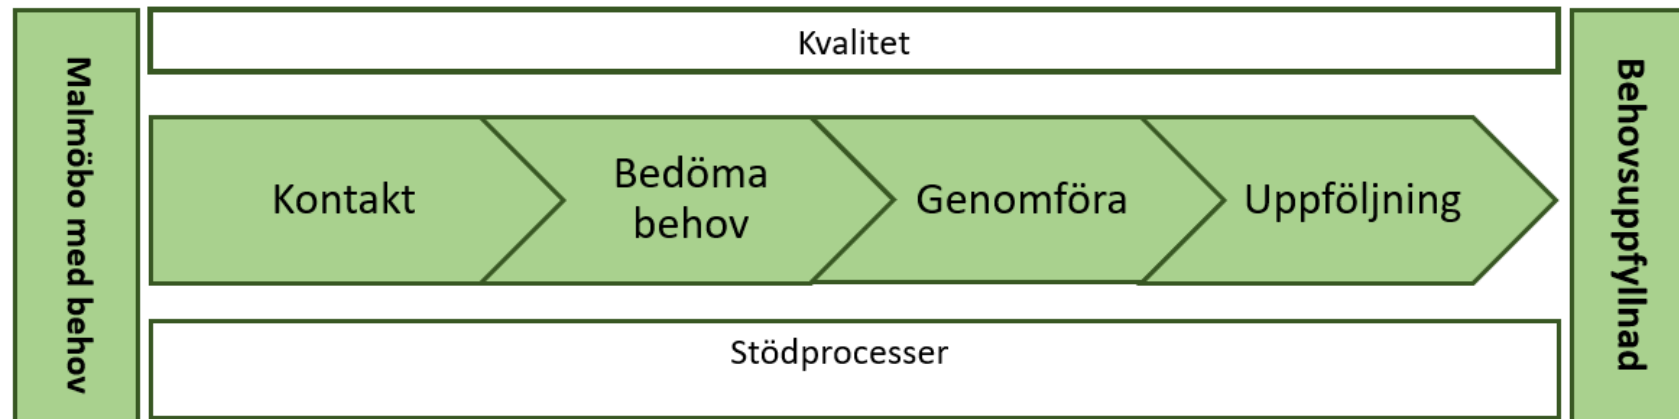 Malmöbo med behov
Kvalitet
Kontakt
Bedöma
behov
Genomföra
Uppföljning
Stödprocesser
Behovsuppfyllnad